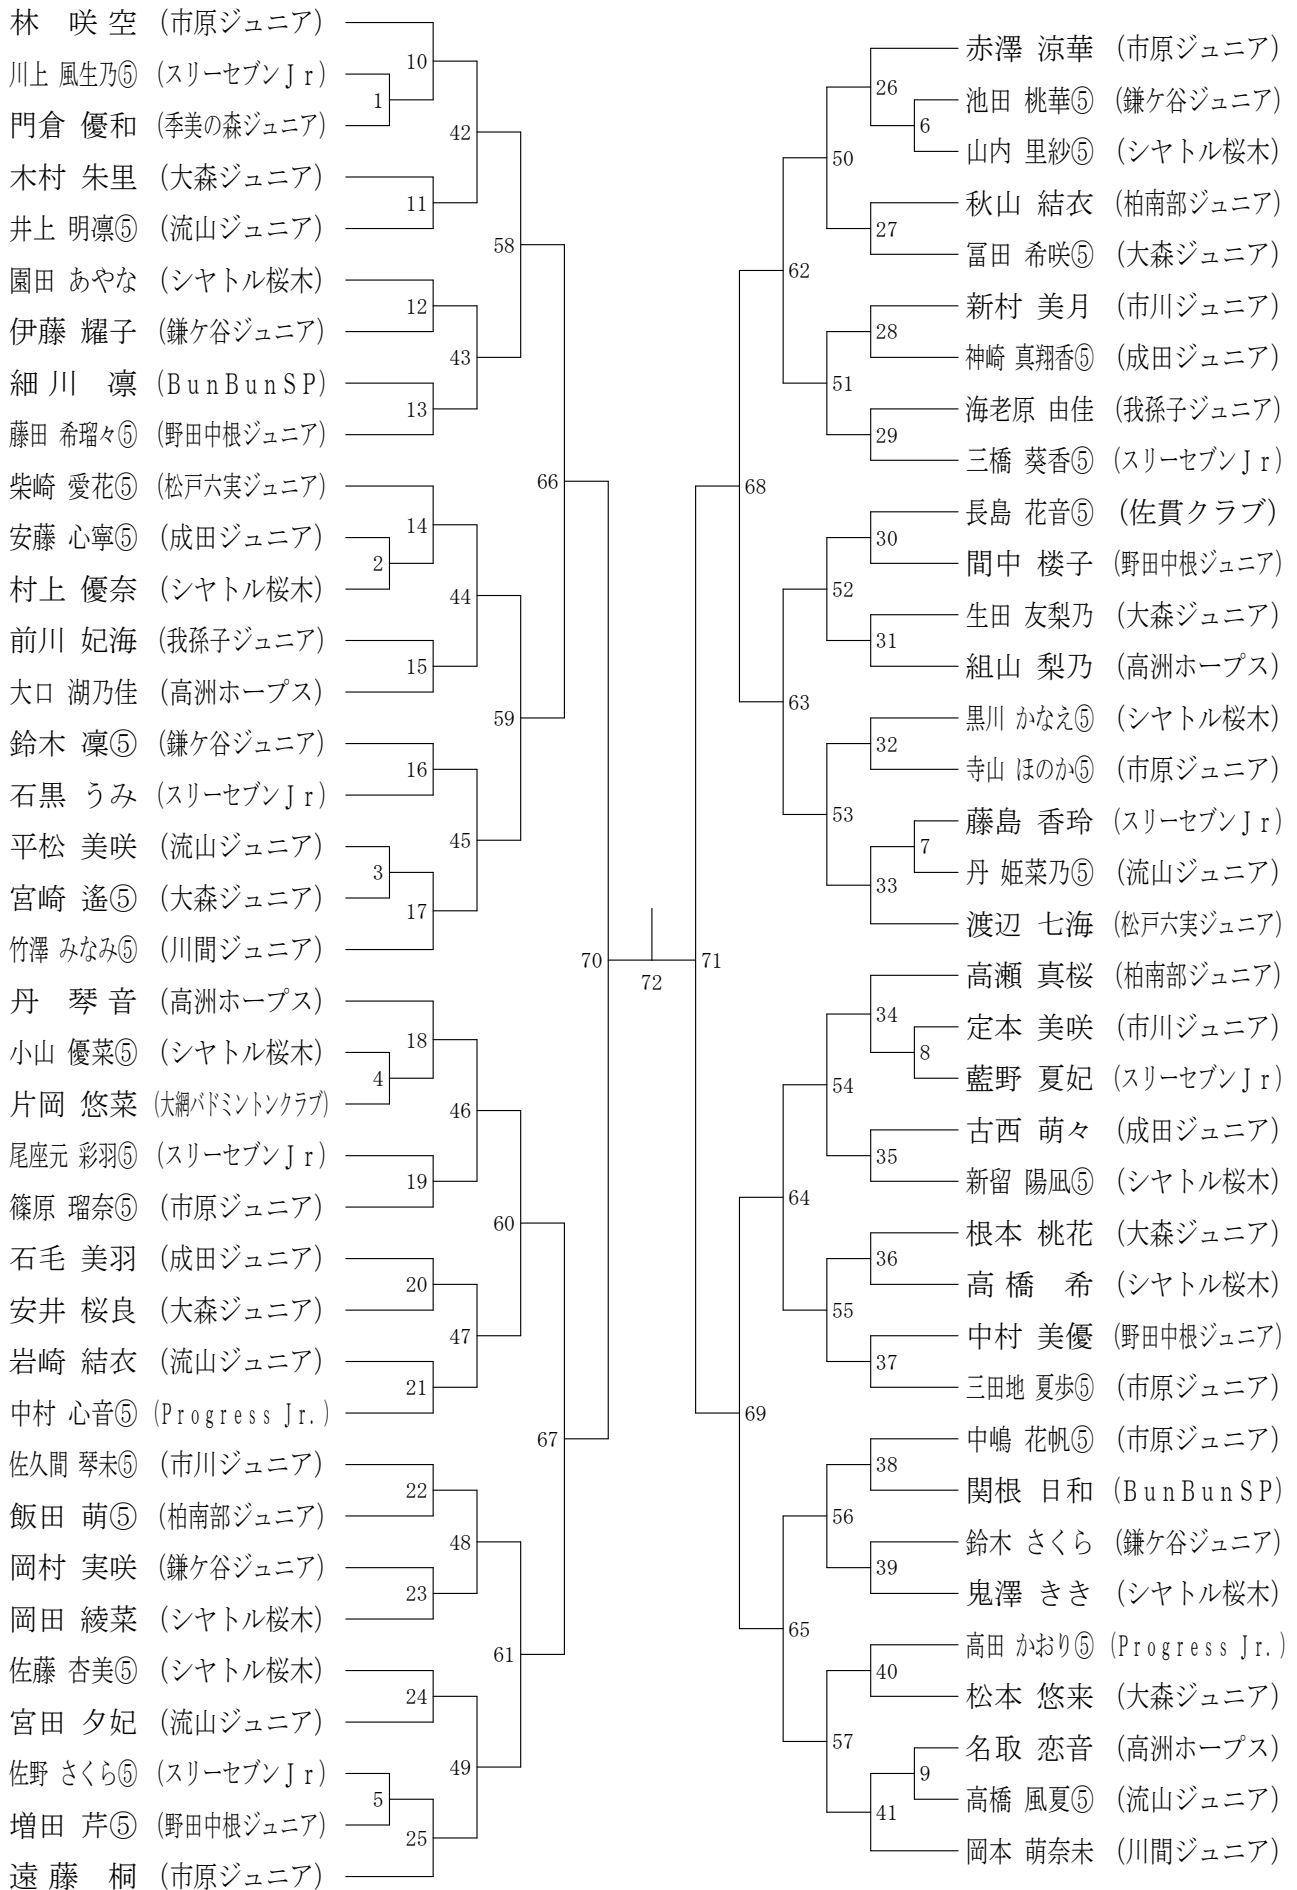 林　咲 空 (市原ジュニア)
川上 風生乃⑤ (スリーセブンＪｒ)
門倉 優和 (季美の森ジュニア)
木村 朱里 (大森ジュニア)
井上 明凛⑤ (流山ジュニア)
園田 あやな (シヤトル桜木)
伊藤 耀子 (鎌ケ谷ジュニア)
細 川　凛 (ＢｕｎＢｕｎＳＰ)
藤田 希瑠々⑤ (野田中根ジュニア)
柴崎 愛花⑤ (松戸六実ジュニア)
安藤 心寧⑤ (成田ジュニア)
村上 優奈 (シヤトル桜木)
前川 妃海 (我孫子ジュニア)
大口 湖乃佳 (高洲ホープス)
鈴木 凜⑤ (鎌ケ谷ジュニア)
石黒 うみ (スリーセブンＪｒ)
平松 美咲 (流山ジュニア)
宮崎 遙⑤ (大森ジュニア)
竹澤 みなみ⑤ (川間ジュニア)
丹　琴 音 (高洲ホープス)
小山 優菜⑤ (シヤトル桜木)
片岡 悠菜 (大網バドミントンクラブ)
尾座元 彩羽⑤ (スリーセブンＪｒ)
篠原 瑠奈⑤ (市原ジュニア)
石毛 美羽 (成田ジュニア)
安井 桜良 (大森ジュニア)
岩崎 結衣 (流山ジュニア)
中村 心音⑤ (Ｐｒｏｇｒｅｓｓ Ｊｒ.)
佐久間 琴未⑤ (市川ジュニア)
飯田 萌⑤ (柏南部ジュニア)
岡村 実咲 (鎌ケ谷ジュニア)
岡田 綾菜 (シヤトル桜木)
佐藤 杏美⑤ (シヤトル桜木)
宮田 夕妃 (流山ジュニア)
佐野 さくら⑤ (スリーセブンＪｒ)
増田 芹⑤ (野田中根ジュニア)
遠 藤　桐 (市原ジュニア)
1
2
3
4
5
10
11
12
13
14
15
16
17
18
19
20
21
22
23
24
25
42
43
44
45
46
47
48
49
58
59
60
61
66
67
70
72
71
68
69
62
63
64
65
50
51
52
53
54
55
56
57
26
27
28
29
30
31
32
33
34
35
36
37
38
39
40
41
6
7
8
9
赤澤 涼華 (市原ジュニア)
池田 桃華⑤ (鎌ケ谷ジュニア)
山内 里紗⑤ (シヤトル桜木)
秋山 結衣 (柏南部ジュニア)
冨田 希咲⑤ (大森ジュニア)
新村 美月 (市川ジュニア)
神崎 真翔香⑤ (成田ジュニア)
海老原 由佳 (我孫子ジュニア)
三橋 葵香⑤ (スリーセブンＪｒ)
長島 花音⑤ (佐貫クラブ)
間中 楼子 (野田中根ジュニア)
生田 友梨乃 (大森ジュニア)
組山 梨乃 (高洲ホープス)
黒川 かなえ⑤ (シヤトル桜木)
寺山 ほのか⑤ (市原ジュニア)
藤島 香玲 (スリーセブンＪｒ)
丹 姫菜乃⑤ (流山ジュニア)
渡辺 七海 (松戸六実ジュニア)
高瀬 真桜 (柏南部ジュニア)
定本 美咲 (市川ジュニア)
藍野 夏妃 (スリーセブンＪｒ)
古西 萌々 (成田ジュニア)
新留 陽凪⑤ (シヤトル桜木)
根本 桃花 (大森ジュニア)
高 橋　希 (シヤトル桜木)
中村 美優 (野田中根ジュニア)
三田地 夏歩⑤ (市原ジュニア)
中嶋 花帆⑤ (市原ジュニア)
関根 日和 (ＢｕｎＢｕｎＳＰ)
鈴木 さくら (鎌ケ谷ジュニア)
鬼澤 きき (シヤトル桜木)
高田 かおり⑤ (Ｐｒｏｇｒｅｓｓ Ｊｒ.)
松本 悠来 (大森ジュニア)
名取 恋音 (高洲ホープス)
高橋 風夏⑤ (流山ジュニア)
岡本 萌奈未 (川間ジュニア)